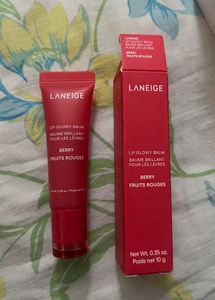 LANEIGE
LIP GLOWY BALM
BAUME BRILLANT
POUR LES LÈVRES
BERRY
FRUITS ROUGES
LANEIGE
LIP GLOWY BALM
BAUME BRILLANT
POUR LES LÈVRES
BERRY
FRUITS ROUGES
Net Wt. 0.35 oz.
Poids net 10 g